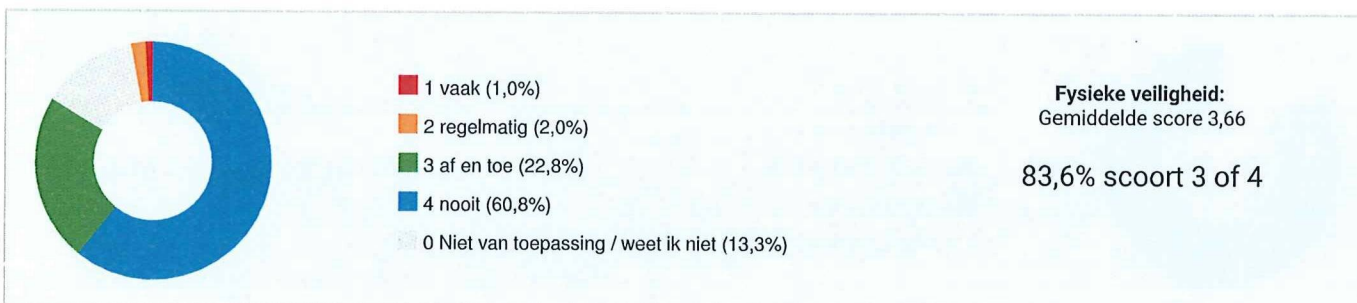 1 vaak (1,0%)
2 regelmatig (2,0%)
3 af en toe (22,8%)
4 nooit (60,8%)
0 Niet van toepassing / weet ik niet (13,3%)
Fysieke veiligheid:
Gemiddelde score 3,66
83,6% scoort 3 of 4